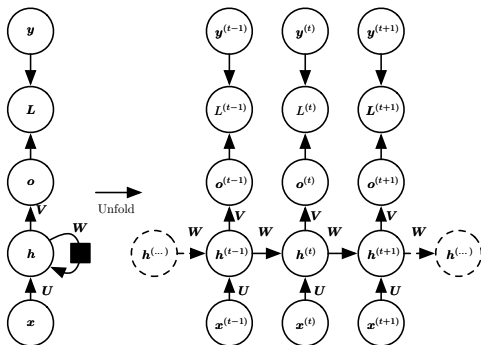 y y^(t−1) y^(t) y^(t+1)
L L^(t−1) L^(t) L^(t+1)
o o^(t−1) o^(t) o^(t+1)
Unfold
V V V V
W W W W W
h h^(...) h^(t−1) h^(t) h^(t+1) h^(...)
U U U U
x x^(t−1) x^(t) x^(t+1)